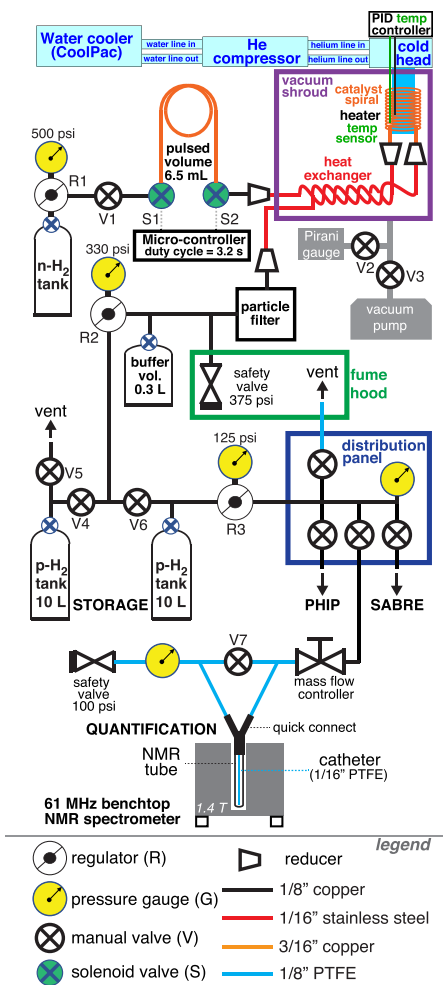 PID temp
controller
Water cooler
(CoolPac)
water line in
water line out
He
compressor
helium line in
helium line out
cold
head
vacuum
shroud
catalyst
spiral
heater
temp
sensor
heat
exchanger
500 psi
R1
V1
pulsed
volume
6.5 mL
S1
S2
Micro-controller
duty cycle = 3.2 s
n-H2
tank
330 psi
R2
Pirani
gauge
V2
V3
vacuum
pump
particle
filter
buffer
vol.
0.3 L
safety
valve
375 psi
vent
fume
hood
vent
V5
V4
V6
125 psi
R3
distribution
panel
p-H2
tank
10 L
STORAGE
p-H2
tank
10 L
PHIP
SABRE
safety
valve
100 psi
V7
mass flow
controller
QUANTIFICATION
quick connect
NMR
tube
catheter
(1/16” PTFE)
1.4 T
61 MHz benchtop
NMR spectrometer
legend
regulator (R)
pressure gauge (G)
manual valve (V)
solenoid valve (S)
reducer
1/8” copper
1/16” stainless steel
3/16” copper
1/8” PTFE